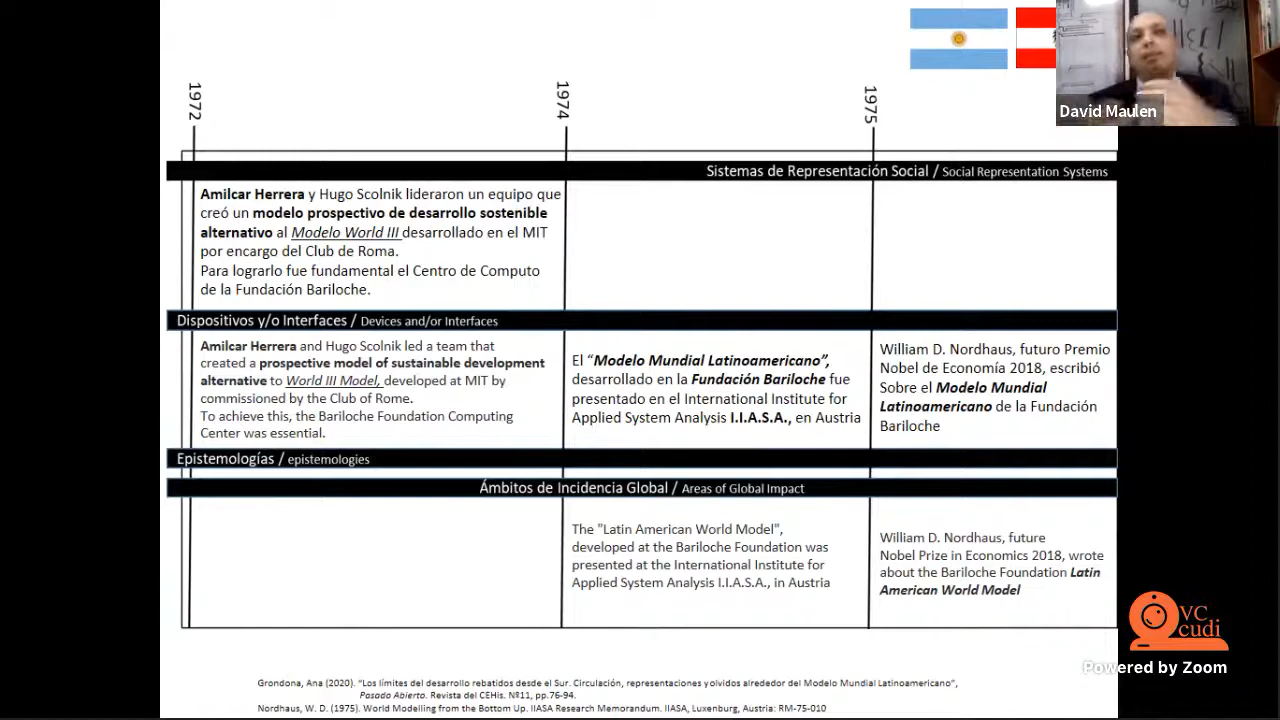 1972
1974
1975
David Maulen
Sistemas de Representación Social / Social Representation Systems
Amilcar Herrera y Hugo Scolnik lideraron un equipo que
creó un modelo prospectivo de desarrollo sostenible
alternativo al Modelo World III desarrollado en el MIT
por encargo del Club de Roma.
Para lograrlo fue fundamental el Centro de Computo
de la Fundación Bariloche.
Dispositivos y/o Interfaces / Devices and/or Interfaces
Amilcar Herrera and Hugo Scolnik led a team that
created a prospective model of sustainable development
alternative to World III Model, developed at MIT by
commissioned by the Club of Rome.
To achieve this, the Bariloche Foundation Computing
Center was essential.
El “Modelo Mundial Latinoamericano”,
desarrollado en la Fundación Bariloche fue
presentado en el International Institute for
Applied System Analysis I.I.A.S.A., en Austria
William D. Nordhaus, futuro Premio
Nobel de Economía 2018, escribió
Sobre el Modelo Mundial
Latinoamericano de la Fundación
Bariloche
Epistemologías / epistemologies
Ámbitos de Incidencia Global / Areas of Global Impact
The "Latin American World Model",
developed at the Bariloche Foundation was
presented at the International Institute for
Applied System Analysis I.I.A.S.A., in Austria
William D. Nordhaus, future
Nobel Prize in Economics 2018, wrote
about the Bariloche Foundation Latin
American World Model
VC
cudi
Powered by Zoom
Grondona, Ana (2020). “Los límites del desarrollo rebatidos desde el Sur. Circulación, representaciones yolvidos alrededor del Modelo Mundial Latinoamericano”,
Pasado Abierto. Revista del CEHis. Nº11, pp.76-94.
Nordhaus, W. D. (1975). World Modelling from the Bottom Up. IIASA Research Memorandum. IIASA, Luxenburg, Austria: RM-75-010